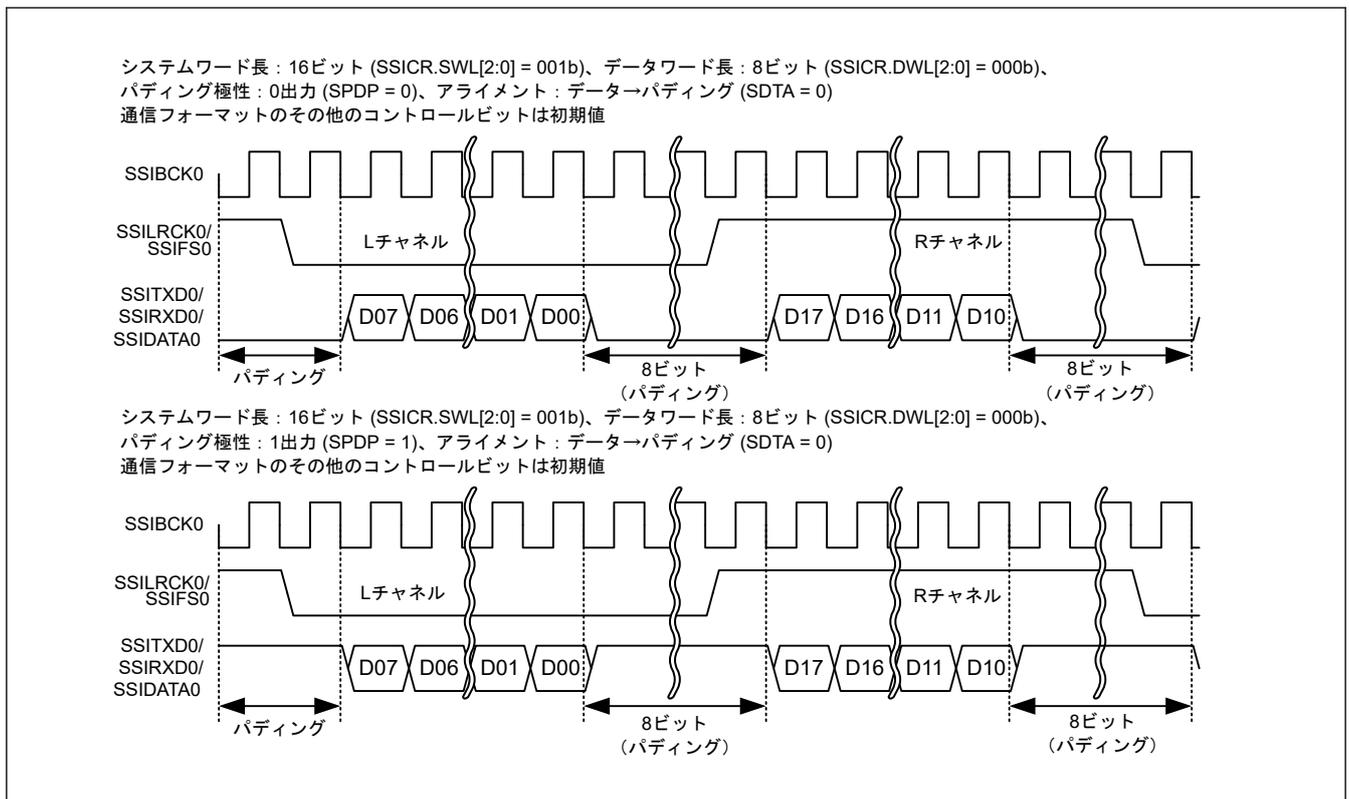 システムワード長：16ビット (SSICR.SWL[2:0] = 001b)、データワード長：8ビット (SSICR.DWL[2:0] = 000b)、
パディング極性：0出力 (SPDP = 0)、アライメント：データ→パディング (SDTA = 0)
通信フォーマットのその他のコントロールビットは初期値
SSIBCK0
SSILRCK0/
SSIFS0
Lチャネル
Rチャネル
SSITXD0/
SSIRXD0/
SSIDATA0
D07 D06 D01 D00 D17 D16 D11 D10
パディング
8ビット
（パディング）
8ビット
（パディング）
システムワード長：16ビット (SSICR.SWL[2:0] = 001b)、データワード長：8ビット (SSICR.DWL[2:0] = 000b)、
パディング極性：1出力 (SPDP = 1)、アライメント：データ→パディング (SDTA = 0)
通信フォーマットのその他のコントロールビットは初期値
SSIBCK0
SSILRCK0/
SSIFS0
Lチャネル
Rチャネル
SSITXD0/
SSIRXD0/
SSIDATA0
D07 D06 D01 D00 D17 D16 D11 D10
パディング
8ビット
（パディング）
8ビット
（パディング）